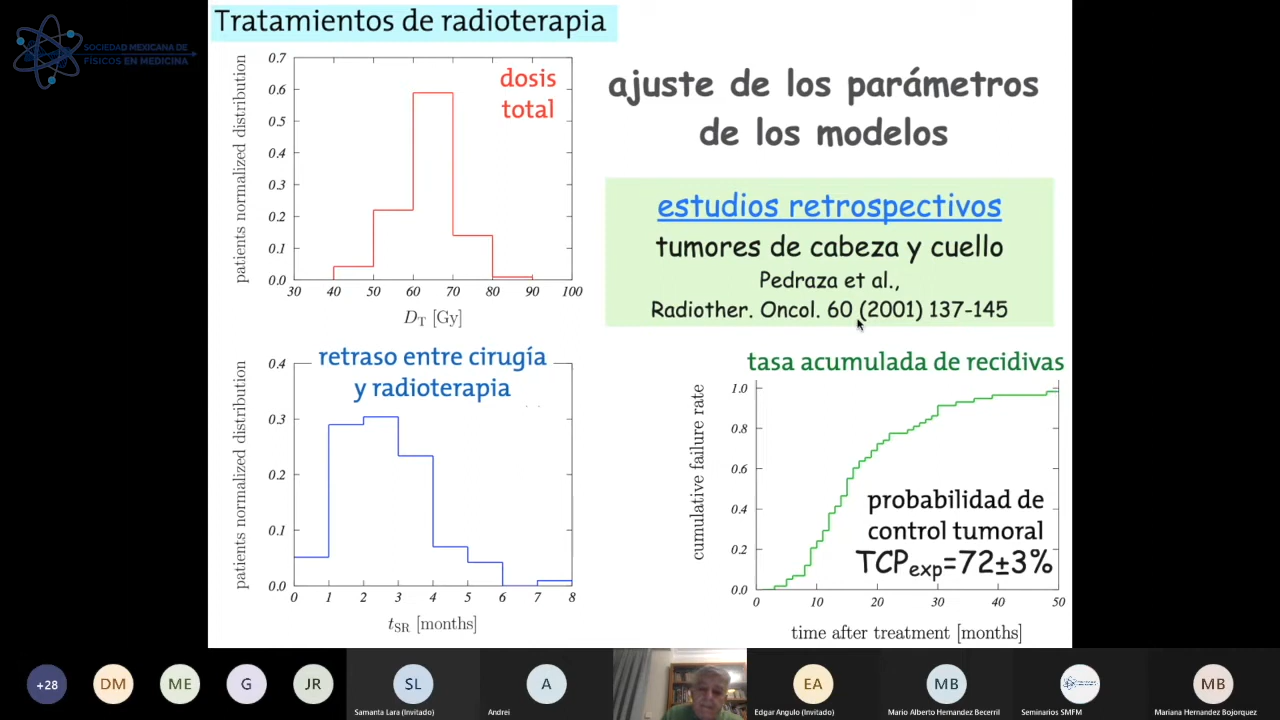 Tratamientos de radioterapia
SOCIEDAD MEXICANA DE
FÍSICOS EN MEDICINA
patients normalized distribution
0.7
0.6
0.5
0.4
0.3
0.2
0.1
0.0
dosis
total
30 40 50 60 70 80 90 100
D_T [Gy]
ajuste de los parámetros
de los modelos
estudios retrospectivos
tumores de cabeza y cuello
Pedraza et al.,
Radiother. Oncol. 60 (2001) 137-145
patients normalized distribution
0.4
0.3
0.2
0.1
0.0
retraso entre cirugía
y radioterapia
0 1 2 3 4 5 6 7 8
t_SR [months]
tasa acumulada de recidivas
cumulative failure rate
1.0
0.8
0.6
0.4
0.2
0.0
probabilidad de
control tumoral
TCPexp=72±3%
0 10 20 30 40 50
time after treatment [months]
+28 DM ME G JR SL A EA MB MB
Samanta Lara (Invitado)
Andrei
Edgar Angulo (Invitado)
Mario Alberto Hernandez Becerril
Seminarios SMFM
Mariana Hernandez Bojorquez